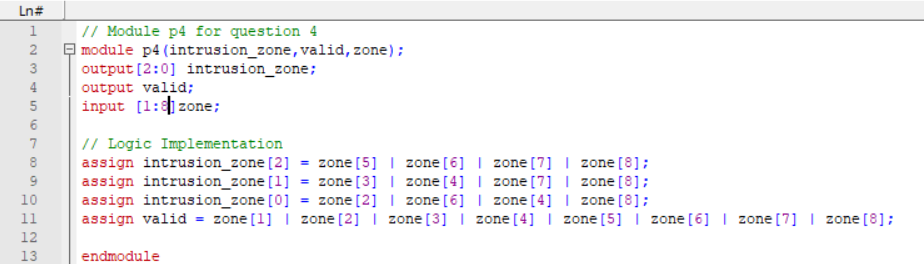 Ln#
1 // Module p4 for question 4
2 module p4(intrusion_zone,valid,zone);
3 output[2:0] intrusion_zone;
4 output valid;
5 input [1:8]zone;
6
7 // Logic Implementation
8 assign intrusion_zone[2] = zone[5] | zone[6] | zone[7] | zone[8];
9 assign intrusion_zone[1] = zone[3] | zone[4] | zone[7] | zone[8];
10 assign intrusion_zone[0] = zone[2] | zone[6] | zone[4] | zone[8];
11 assign valid = zone[1] | zone[2] | zone[3] | zone[4] | zone[5] | zone[6] | zone[7] | zone[8];
12
13 endmodule